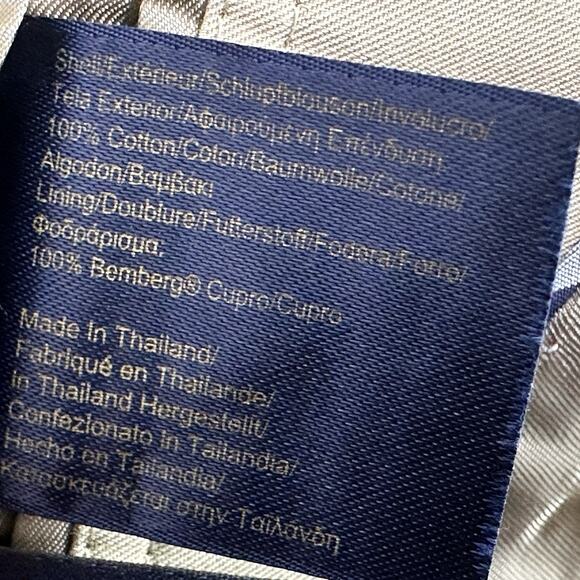 Shell/Extérieur/Schlupfblouson/Involucro/
Tela Exterior/Αφαιρούμένη Επένδυση
100% Cotton/Coton/Baumwolle/Cotone/
Algodon/Βαμβάκι
Lining/Doublure/Futterstoff/Fodera/Forro/
Φοδράρισμα:
100% Bemberg® Cupro/Cupro
Made In Thailand/
Fabriqué en Thaïlande/
In Thailand Hergestellt/
Confezionato In Tailandia/
Hecho en Tailandia/
Κατασκευάζεται στην Ταϊλάνδη